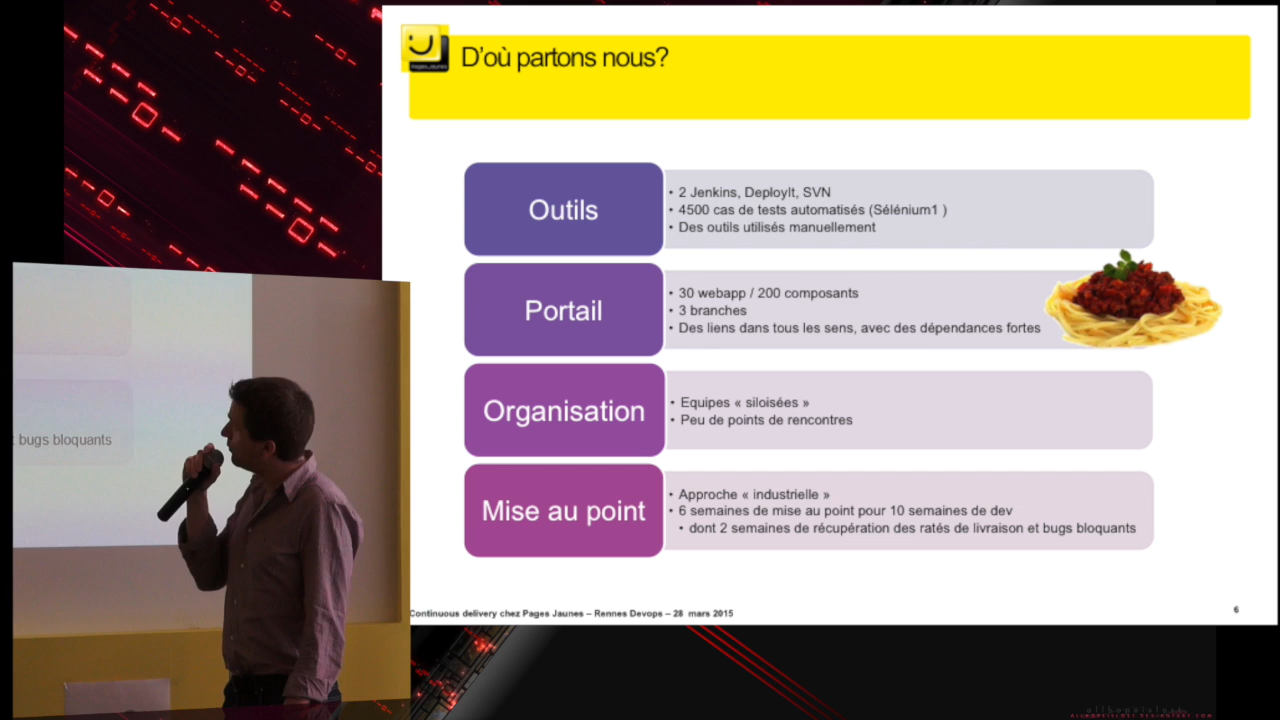 D'où partons nous?
PagesJaunes
Outils
• 2 Jenkins, DeployIt, SVN
• 4500 cas de tests automatisés (Sélénium1 )
• Des outils utilisés manuellement
Portail
• 30 webapp / 200 composants
• 3 branches
• Des liens dans tous les sens, avec des dépendances fortes
Organisation
• Equipes « siloisées »
• Peu de points de rencontres
Mise au point
• Approche « industrielle »
• 6 semaines de mise au point pour 10 semaines de dev
• dont 2 semaines de récupération des ratés de livraison et bugs bloquants
bugs bloquants
Continuous delivery chez Pages Jaunes – Rennes Devops – 28 mars 2015
6